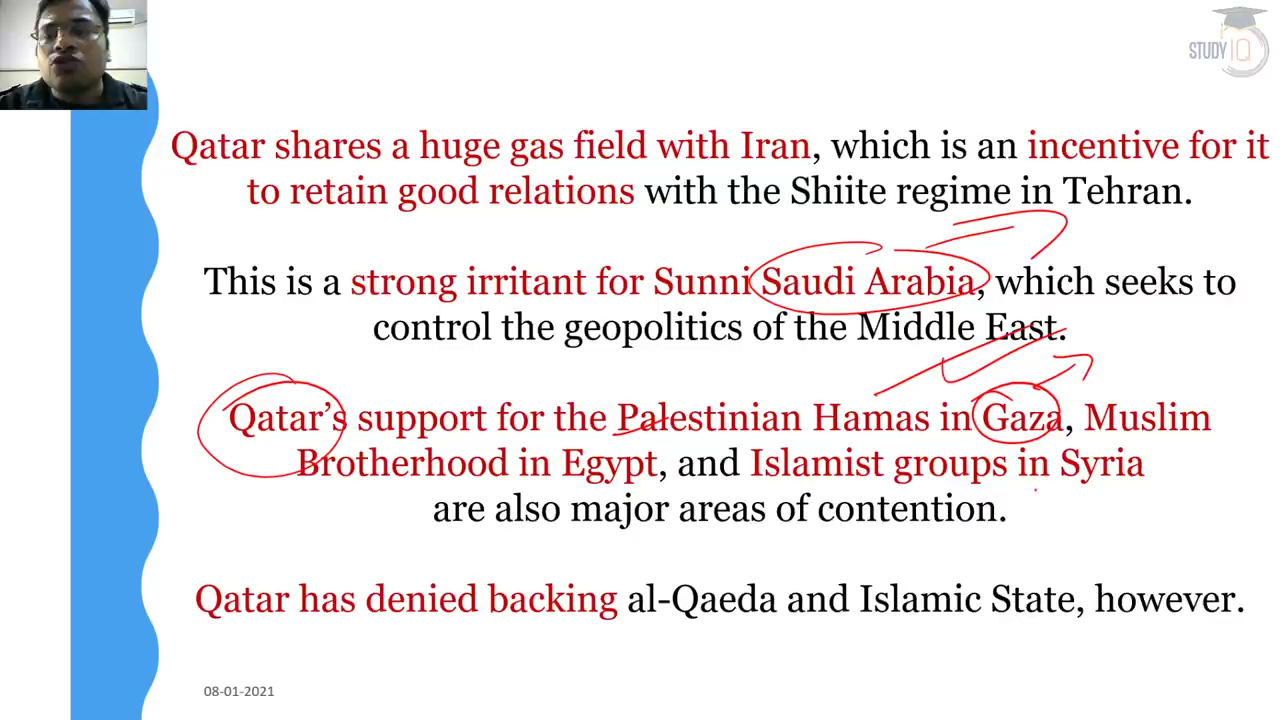 STUDY IQ
Qatar shares a huge gas field with Iran, which is an incentive for it
to retain good relations with the Shiite regime in Tehran.
This is a strong irritant for Sunni Saudi Arabia, which seeks to
control the geopolitics of the Middle East.
Qatar's support for the Palestinian Hamas in Gaza, Muslim
Brotherhood in Egypt, and Islamist groups in Syria
are also major areas of contention.
Qatar has denied backing al-Qaeda and Islamic State, however.
08-01-2021